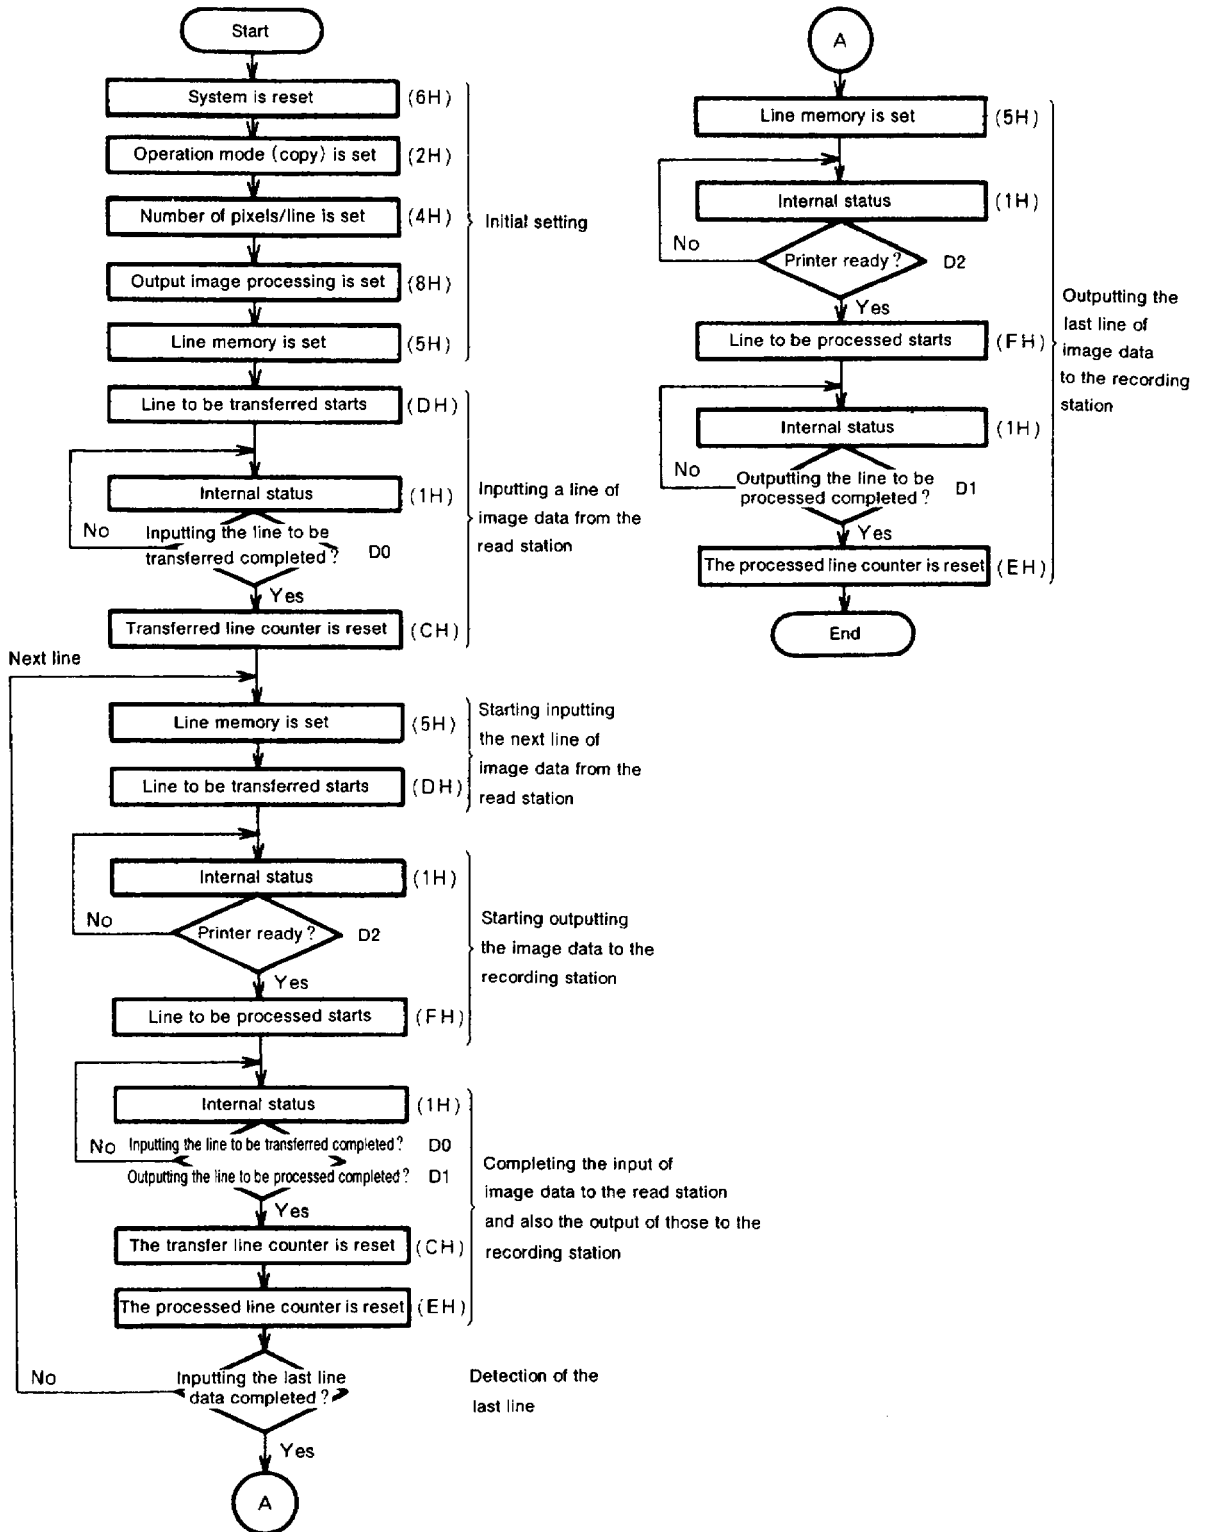 Start
System is reset (6H)
Operation mode (copy) is set (2H)
Number of pixels/line is set (4H)
Output image processing is set (8H)
Line memory is set (5H)
Initial setting
Line to be transferred starts (DH)
Internal status (1H)
No
Inputting the line to be
transferred completed? D0
Yes
Transferred line counter is reset (CH)
Inputting a line of
image data from the
read station
Next line
Line memory is set (5H)
Line to be transferred starts (DH)
Starting inputting
the next line of
image data from the
read station
Internal status (1H)
No
Printer ready? D2
Yes
Line to be processed starts (FH)
Starting outputting
the image data to the
recording station
Internal status (1H)
No
Inputting the line to be transferred completed? D0
Outputting the line to be processed completed? D1
Yes
The transfer line counter is reset (CH)
The processed line counter is reset (EH)
Completing the input of
image data to the read station
and also the output of those to the
recording station
No
Inputting the last line
data completed?
Detection of the
last line
Yes
A
A
Line memory is set (5H)
Internal status (1H)
No
Printer ready? D2
Yes
Line to be processed starts (FH)
Internal status (1H)
No
Outputting the line to be
processed completed? D1
Yes
The processed line counter is reset (EH)
End
Outputting the
last line of
image data
to the recording
station